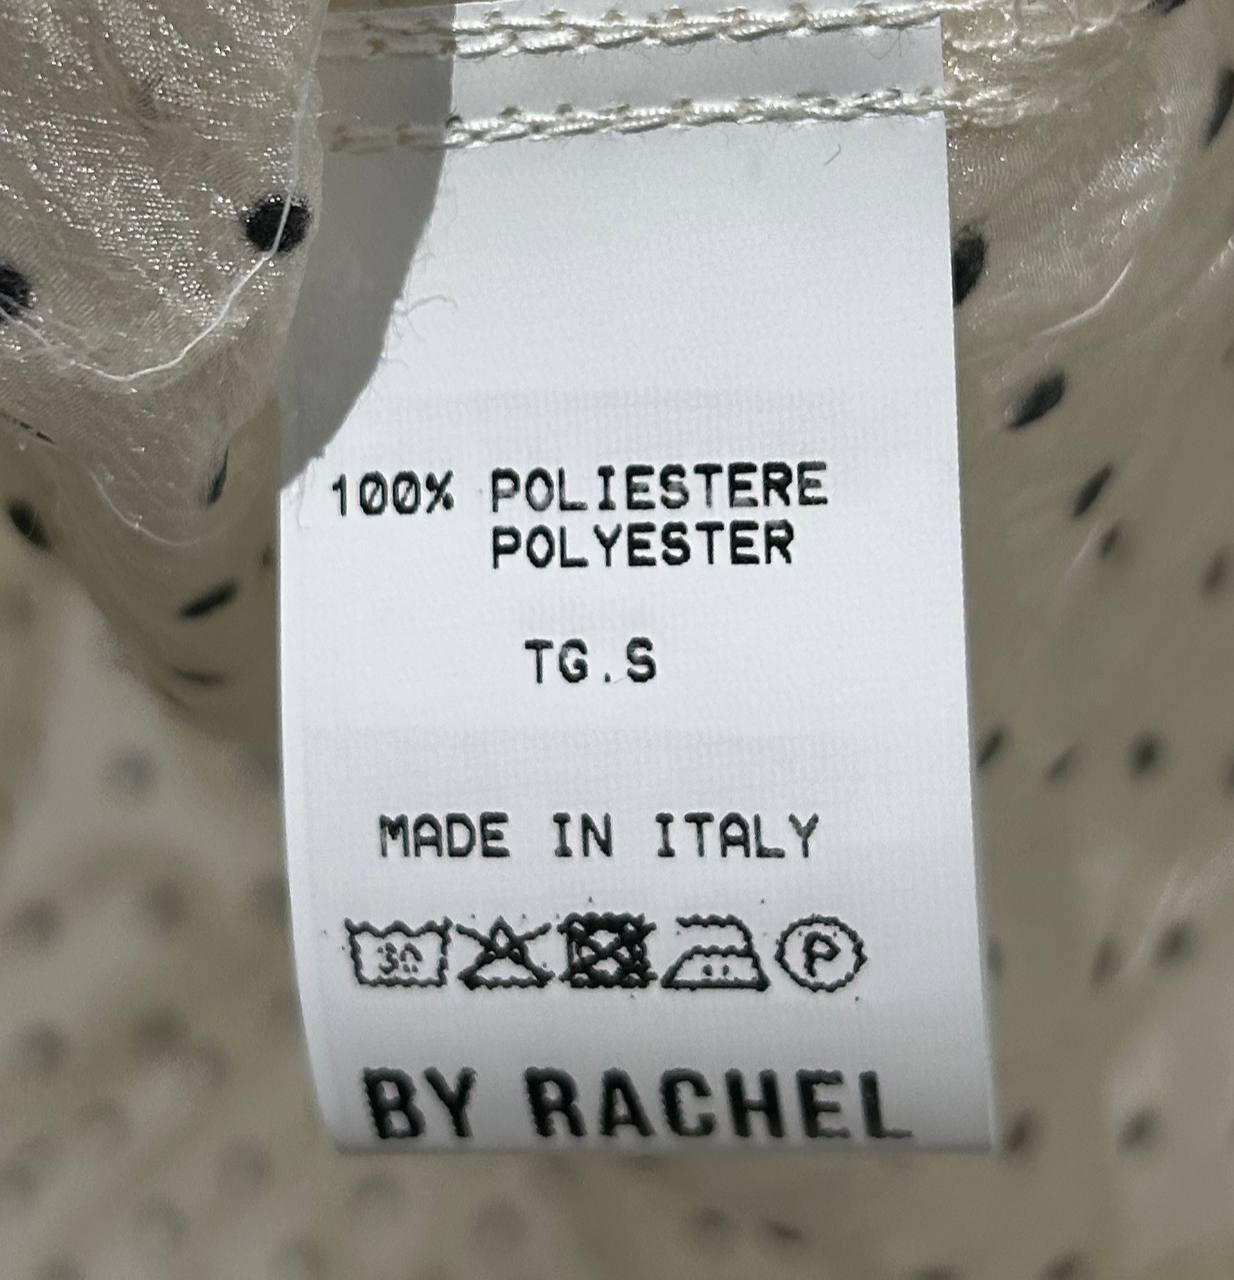 100% POLIESTERE
POLYESTER
TG.S
MADE IN ITALY
30 P
BY RACHEL